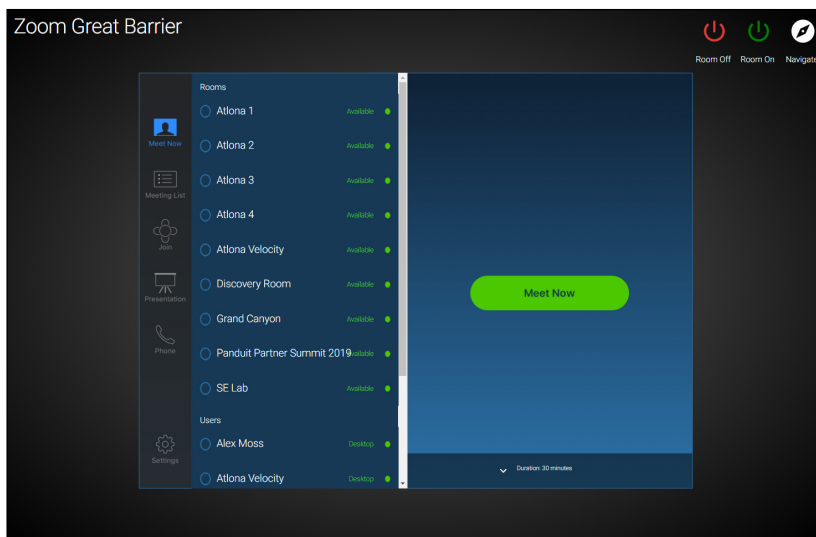 Zoom Great Barrier
Room Off Room On Navigate
Rooms
Atlona 1 Available
Atlona 2 Available
Atlona 3 Available
Atlona 4 Available
Atlona Velocity Available
Discovery Room Available
Grand Canyon Available
Panduit Partner Summit 2019 Available
SE Lab Available
Users
Alex Moss Desktop
Atlona Velocity Desktop
Meet Now
Meeting List
Join
Presentation
Phone
Settings
Meet Now
Duration: 30 minutes